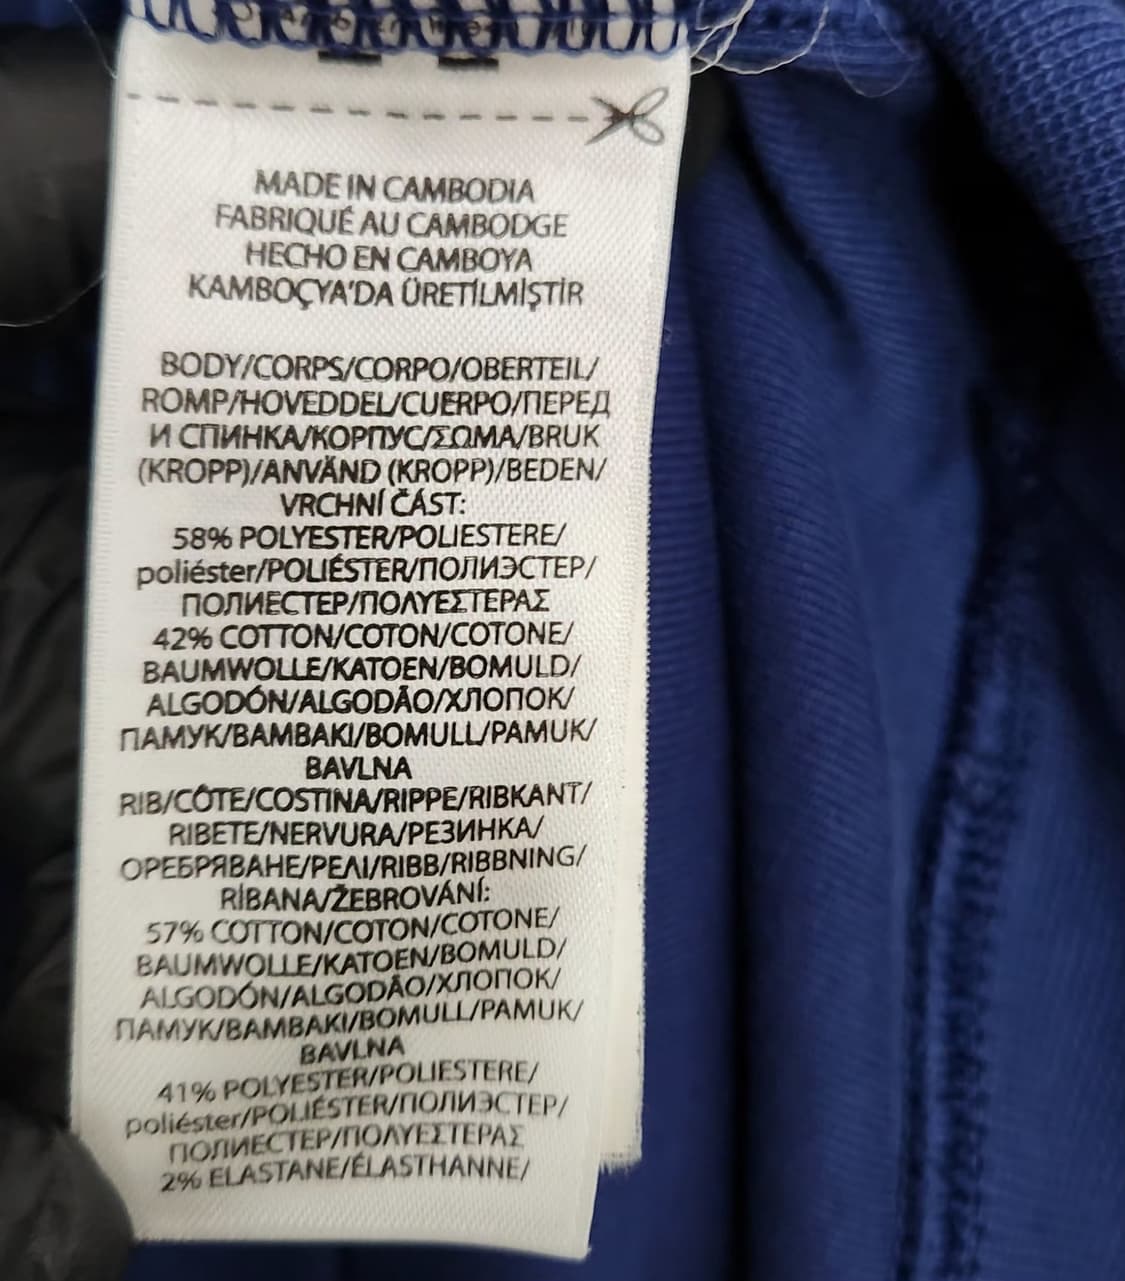 MADE IN CAMBODIA
FABRIQUÉ AU CAMBODGE
HECHO EN CAMBOYA
KAMBOÇYA'DA ÜRETİLMİŞTİR
BODY/CORPS/CORPO/OBERTEIL/
ROMP/HOVEDDEL/CUERPO/ПЕРЕД
И СПИНКА/КОРПУС/ΣΩΜΑ/BRUK
(KROPP)/ANVÄND (KROPP)/BEDEN/
VRCHNÍ ČÁST:
58% POLYESTER/POLIESTERE/
poliéster/POLIÉSTER/ПОЛИЭСТЕР/
ПОЛИЕСТЕР/ΠΟΛΥΕΣΤΕΡΑΣ
42% COTTON/COTON/COTONE/
BAUMWOLLE/KATOEN/BOMULD/
ALGODÓN/ALGODÃO/ХЛОПОК/
ПАМУК/BAMBAKI/BOMULL/PAMUK/
BAVLNA
RIB/CÔTE/COSTINA/RIPPE/RIBKANT/
RIBETE/NERVURA/РЕЗИНКА/
ОРЕБРЯВАНЕ/ΡΕΛΙ/RIBB/RIBBNING/
RİBANA/ŽEBROVÁNÍ:
57% COTTON/COTON/COTONE/
BAUMWOLLE/KATOEN/BOMULD/
ALGODÓN/ALGODÃO/ХЛОПОК/
ПАМУК/BAMBAKI/BOMULL/PAMUK/
BAVLNA
41% POLYESTER/POLIESTERE/
poliéster/POLIÉSTER/ПОЛИЭСТЕР/
ПОЛИЕСТЕР/ΠΟΛΥΕΣΤΕΡΑΣ
2% ELASTANE/ÉLASTHANNE/